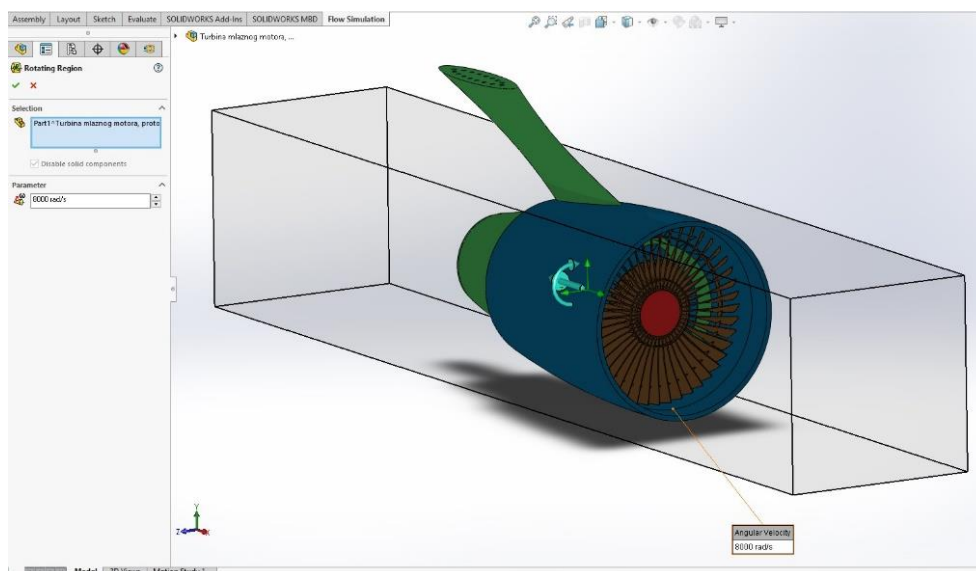 Assembly Layout Sketch Evaluate SOLIDWORKS Add-Ins SOLIDWORKS MBD Flow Simulation
Turbina mlaznog motora, ...
Rotating Region
Selection
Part1^Turbina mlaznog motora, proto
Disable solid components
Parameter
8000 rad/s
Angular Velocity
8000 rad/s
Y
Z
X
Model 3D Views Motion Study 1